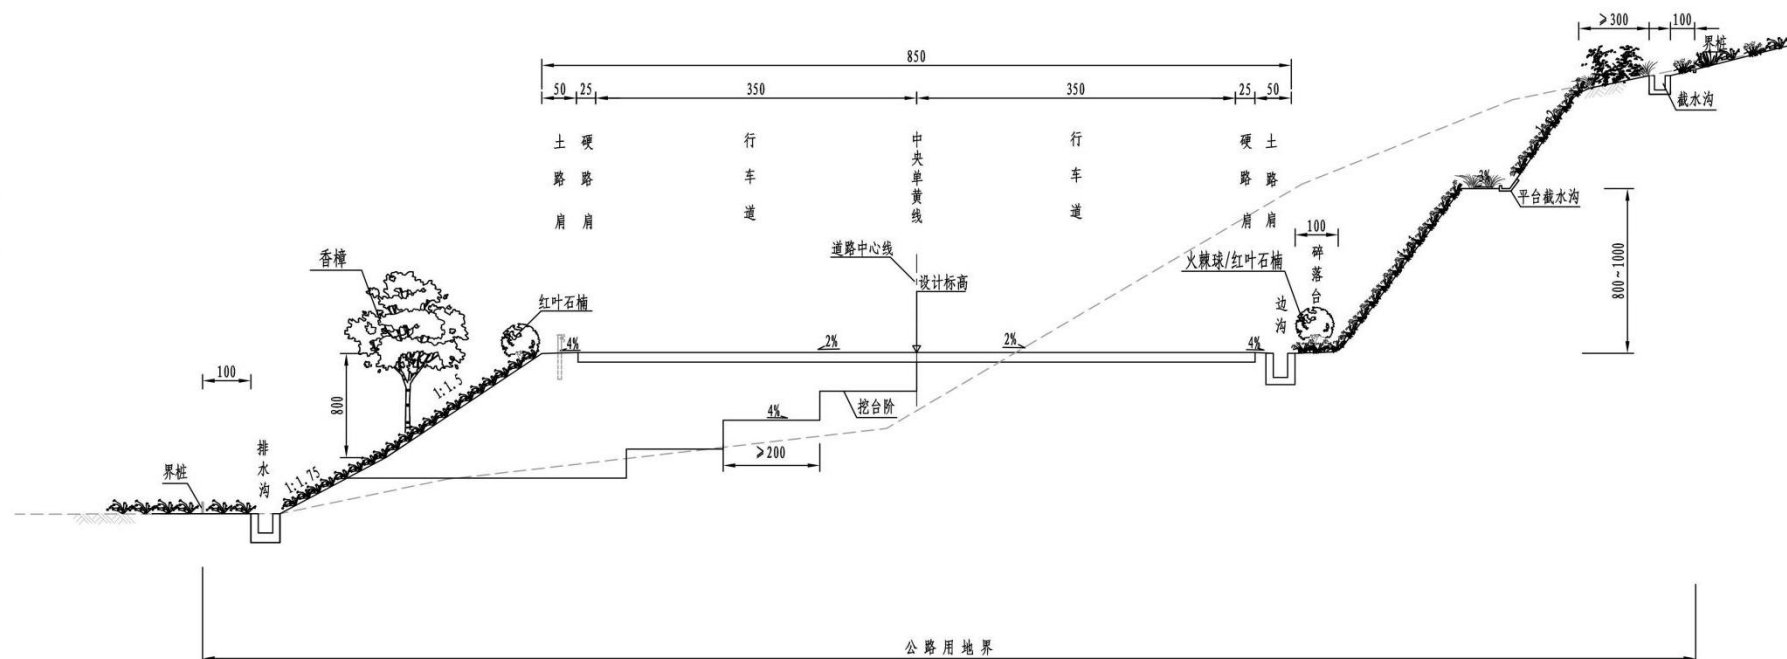 ≥300
100
界桩
850
50
25
350
350
25
50
截水沟
土路肩
硬路肩
行车道
中央单黄线
行车道
硬路肩
土路肩
2%
平台截水沟
100
碎落台
800~1000
道路中心线
设计标高
香樟
火棘球/红叶石楠
红叶石楠
边沟
4%
2%
2%
4%
100
800
1:1.5
挖台阶
4%
≥200
排水沟
界桩
1:1.75
公路用地界